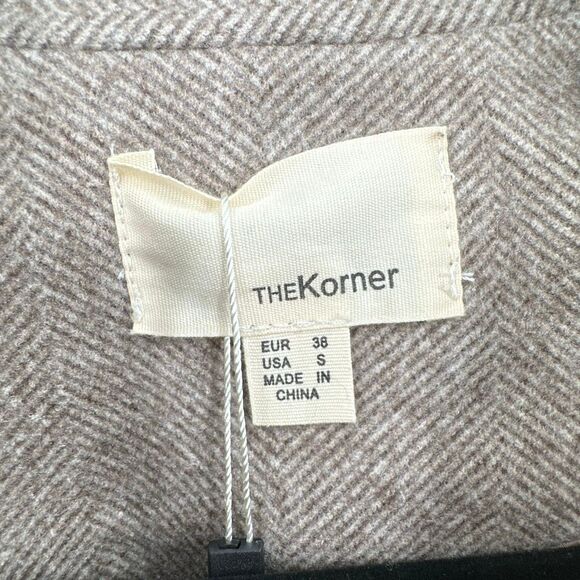 THEKorner
EUR 36
USA S
MADE IN
CHINA